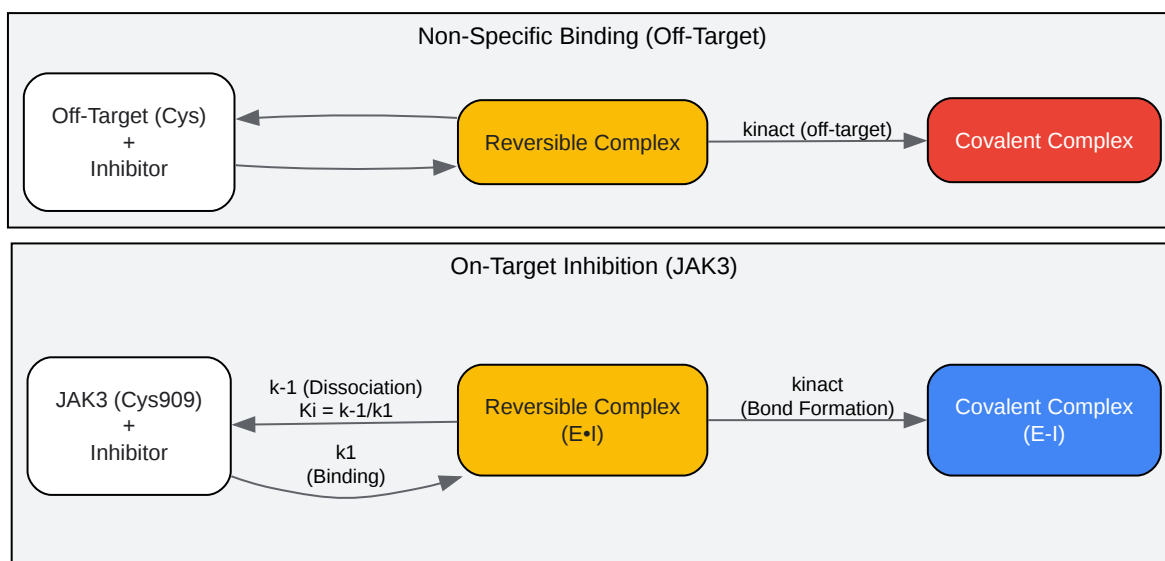 Non-Specific Binding (Off-Target)
Off-Target (Cys)
+
Inhibitor
Reversible Complex
kinact (off-target)
Covalent Complex
On-Target Inhibition (JAK3)
JAK3 (Cys909)
+
Inhibitor
k-1 (Dissociation)
Ki = k-1/k1
k1
(Binding)
Reversible Complex
(E•I)
kinact
(Bond Formation)
Covalent Complex
(E-I)